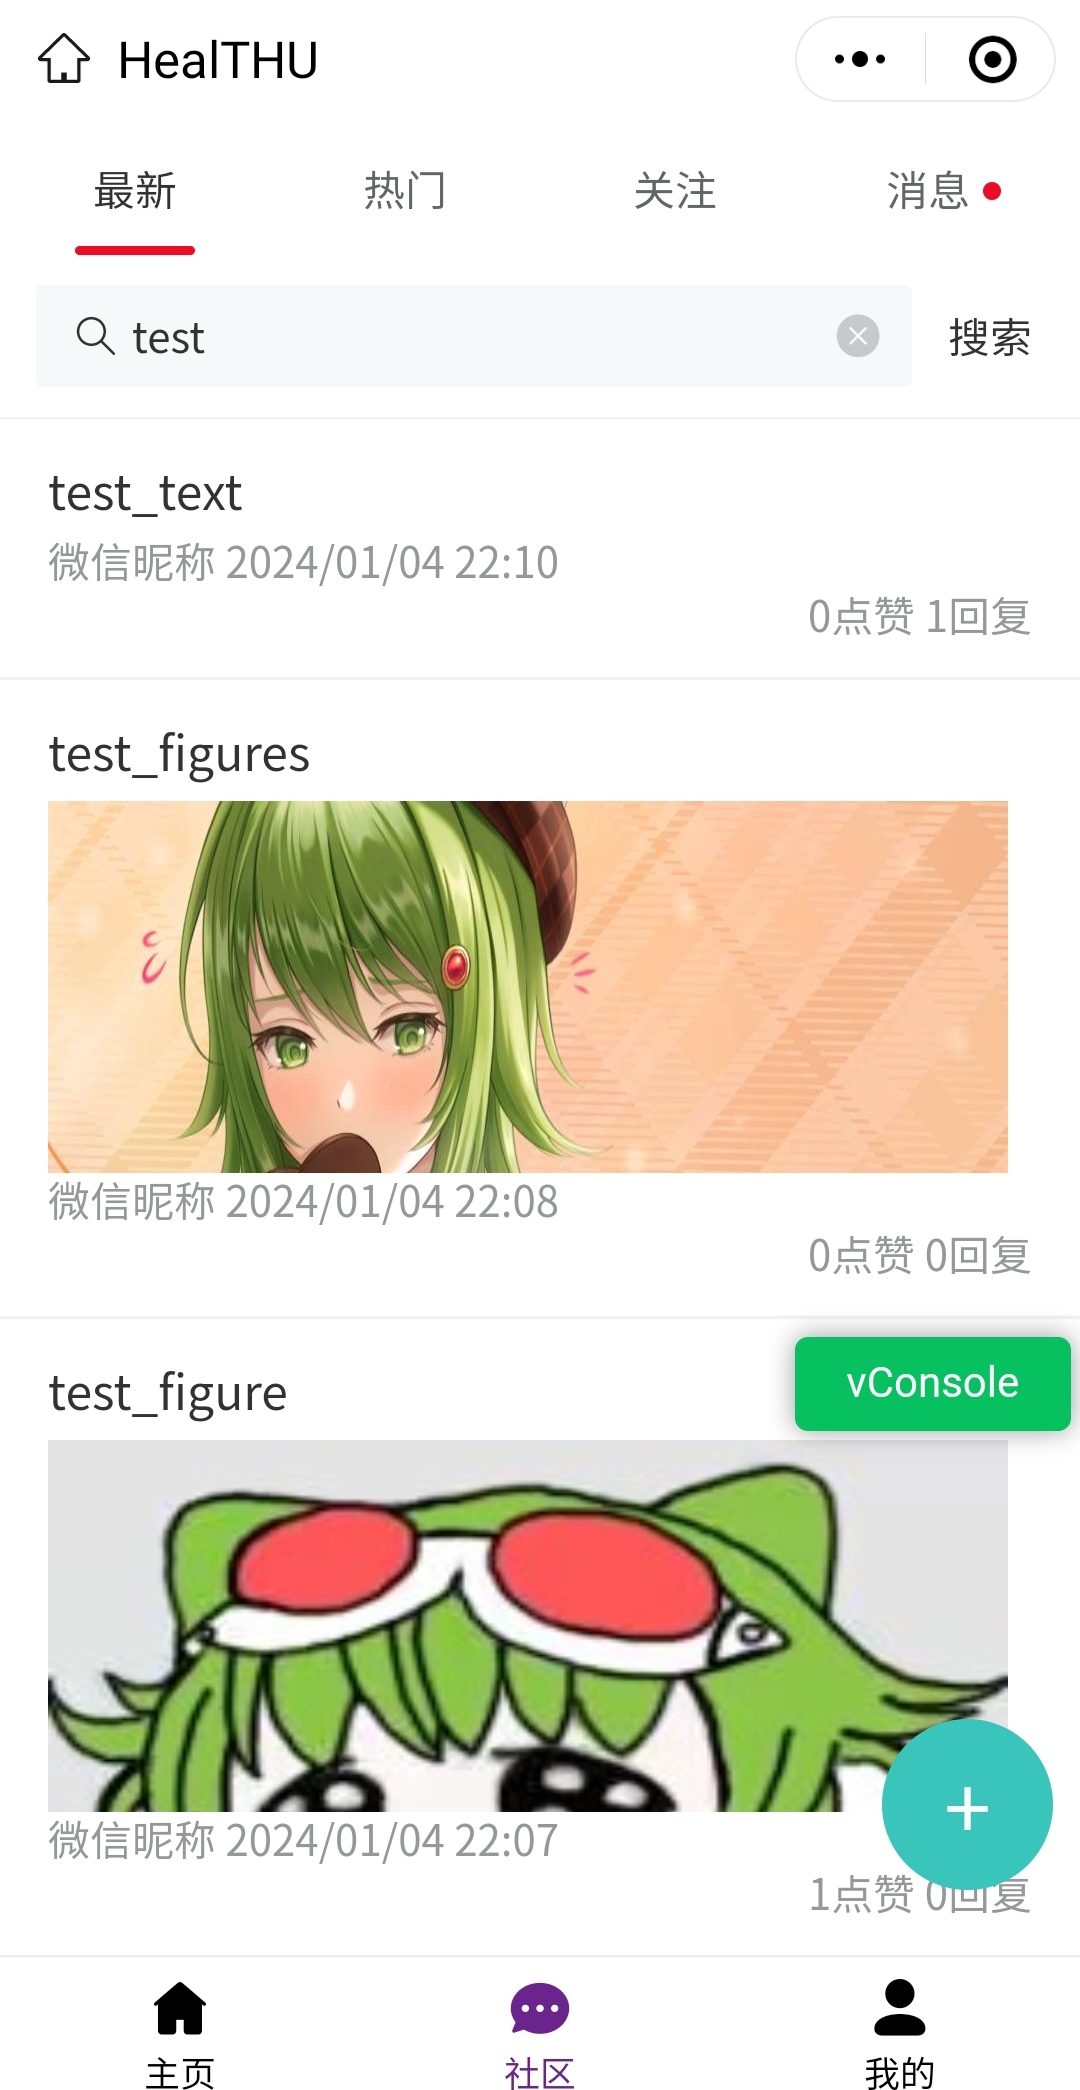 HealTHU
最新 热门 关注 消息
test 搜索
test_text
微信昵称 2024/01/04 22:10
0点赞 1回复
test_figures
微信昵称 2024/01/04 22:08
0点赞 0回复
vConsole
test_figure
微信昵称 2024/01/04 22:07
+
1点赞 0回复
主页 社区 我的